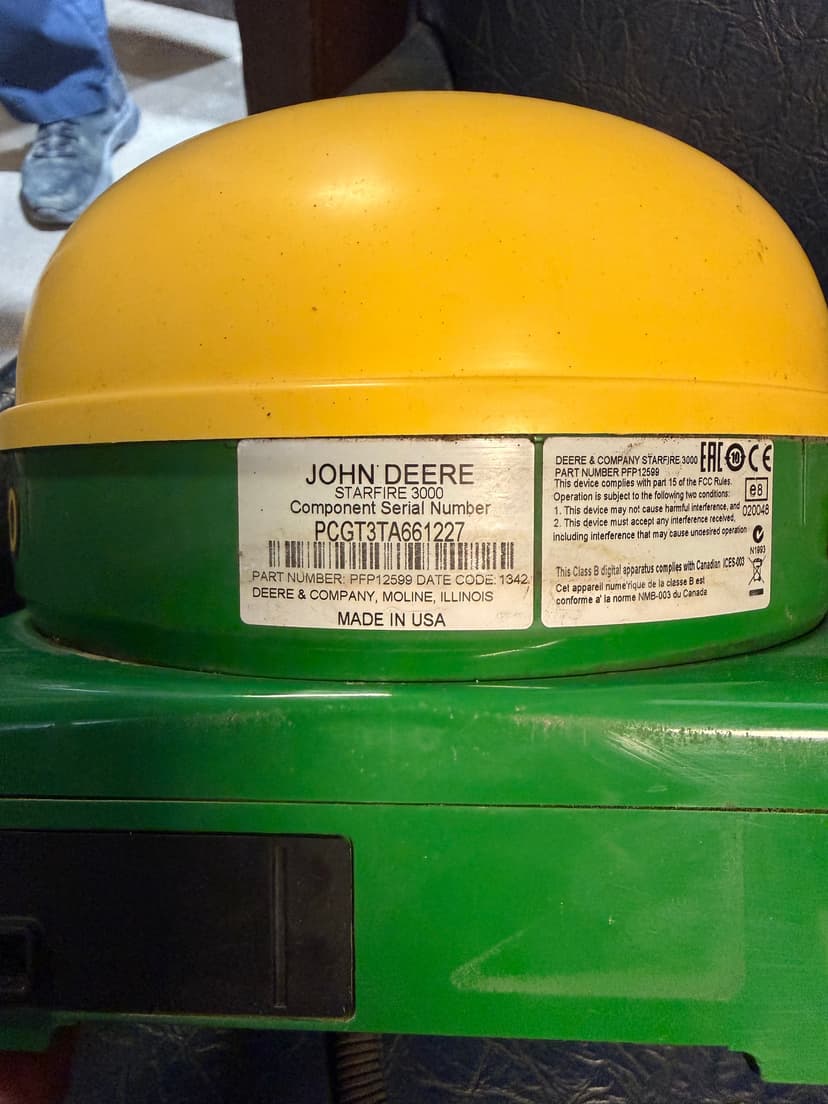 JOHN DEERE
STARFIRE 3000
Component Serial Number
PCGT3TA661227
PART NUMBER: PFP12599 DATE CODE: 1342
DEERE & COMPANY, MOLINE, ILLINOIS
MADE IN USA
DEERE & COMPANY STARFIRE 3000
PART NUMBER PFP12599
This device complies with part 15 of the FCC Rules.
Operation is subject to the following two conditions:
1. This device may not cause harmful interference, and
2. This device must accept any interference received,
including interference that may cause undesired operation
This Class B digital apparatus complies with Canadian ICES-003
Cet appareil nume'rique de la classe B est
conforme a' la norme NMB-003 du Canada
EAC 10 CE
e8
020048
N1993